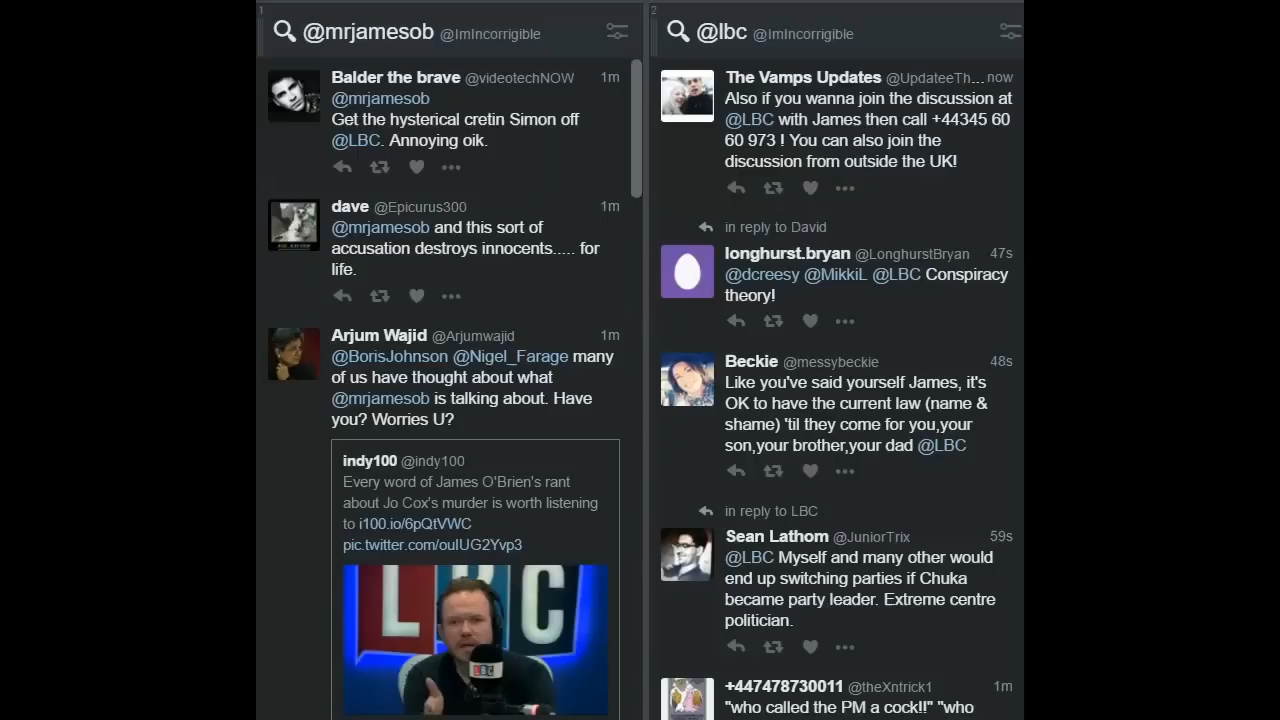 1
@mrjamesob @ImIncorrigible
Balder the brave @videotechNOW 1m
@mrjamesob
Get the hysterical cretin Simon off
@LBC. Annoying oik.
dave @Epicurus300 1m
@mrjamesob and this sort of
accusation destroys innocents..... for
life.
Arjum Wajid @Arjumwajid 1m
@BorisJohnson @Nigel_Farage many
of us have thought about what
@mrjamesob is talking about. Have
you? Worries U?
indy100 @indy100
Every word of James O'Brien's rant
about Jo Cox's murder is worth listening
to i100.io/6pQtVWC
pic.twitter.com/ouIUG2Yvp3
LBC
LBC
2
@lbc @ImIncorrigible
The Vamps Updates @UpdateeTh... now
Also if you wanna join the discussion at
@LBC with James then call +44345 60
60 973 ! You can also join the
discussion from outside the UK!
in reply to David
longhurst.bryan @LonghurstBryan 47s
@dcreesy @MikkiL @LBC Conspiracy
theory!
Beckie @messybeckie 48s
Like you've said yourself James, it's
OK to have the current law (name &
shame) 'til they come for you,your
son,your brother,your dad @LBC
in reply to LBC
Sean Lathom @JuniorTrix 59s
@LBC Myself and many other would
end up switching parties if Chuka
became party leader. Extreme centre
politician.
+447478730011 @theXntrick1 1m
"who called the PM a cock!!" "who